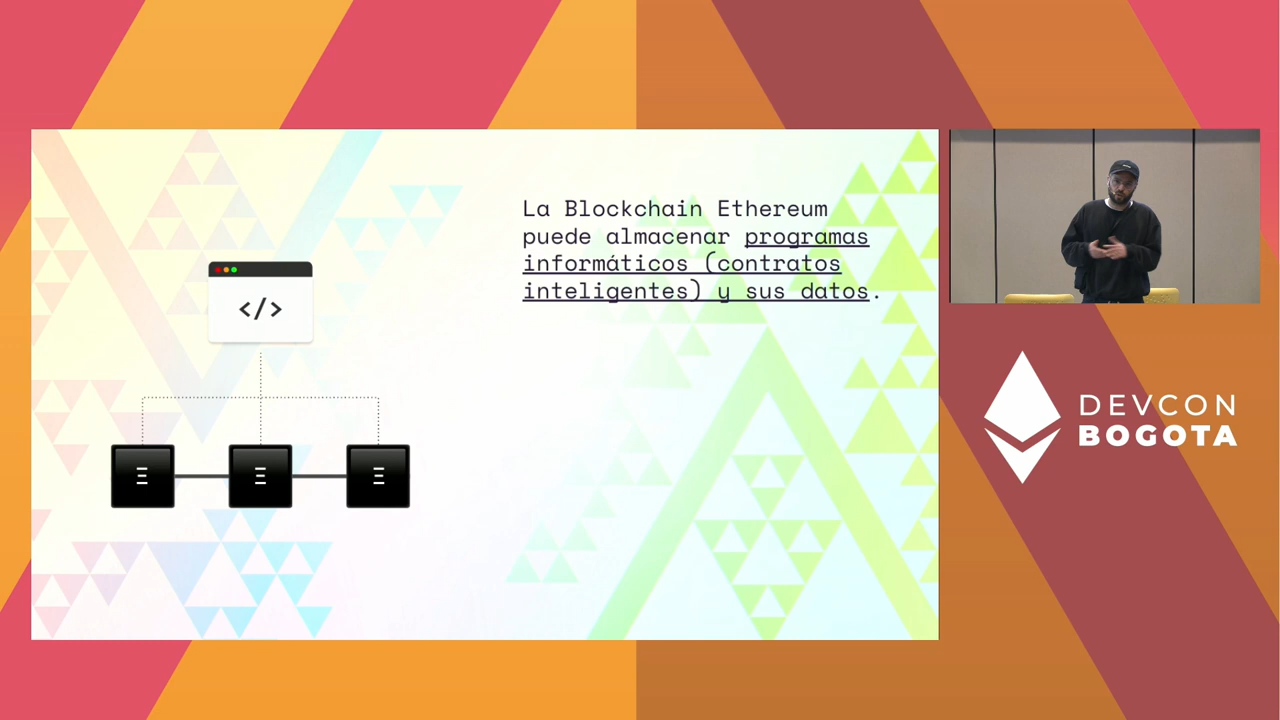 La Blockchain Ethereum
puede almacenar programas
informáticos (contratos
inteligentes) y sus datos.
</>
Ξ Ξ Ξ
DEVCON
BOGOTA